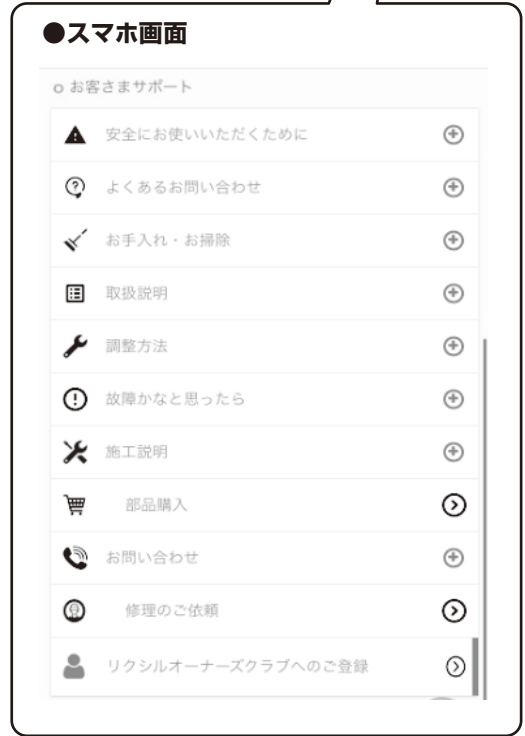 ●スマホ画面
お客さまサポート
安全にお使いいただくために
よくあるお問い合わせ
お手入れ・お掃除
取扱説明
調整方法
故障かなと思ったら
施工説明
部品購入
お問い合わせ
修理のご依頼
リクシルオーナーズクラブへのご登録